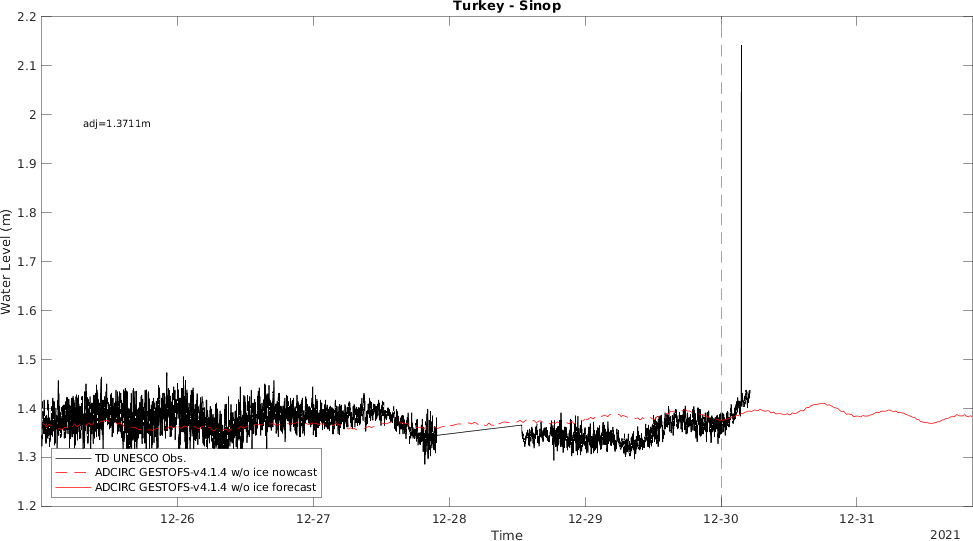 Turkey - Sinop
2.2
2.1
2
1.9
1.8
1.7
1.6
1.5
1.4
1.3
1.2
Water Level (m)
adj=1.3711m
TD UNESCO Obs.
ADCIRC GESTOFS-v4.1.4 w/o ice nowcast
ADCIRC GESTOFS-v4.1.4 w/o ice forecast
12-26
12-27
12-28
12-29
12-30
12-31
Time
2021